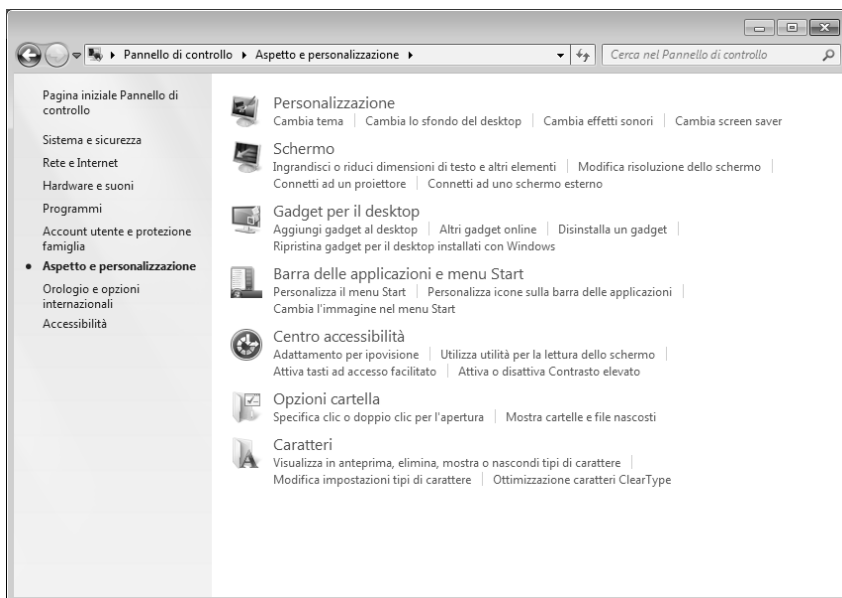 Pannello di controllo Aspetto e personalizzazione Cerca nel Pannello di controllo
Pagina iniziale Pannello di
controllo
Sistema e sicurezza
Rete e Internet
Hardware e suoni
Programmi
Account utente e protezione
famiglia
Aspetto e personalizzazione
Orologio e opzioni
internazionali
Accessibilità
Personalizzazione
Cambia tema Cambia lo sfondo del desktop Cambia effetti sonori Cambia screen saver
Schermo
Ingrandisci o riduci dimensioni di testo e altri elementi Modifica risoluzione dello schermo
Connetti ad un proiettore Connetti ad uno schermo esterno
Gadget per il desktop
Aggiungi gadget al desktop Altri gadget online Disinstalla un gadget
Ripristina gadget per il desktop installati con Windows
Barra delle applicazioni e menu Start
Personalizza il menu Start Personalizza icone sulla barra delle applicazioni
Cambia l'immagine nel menu Start
Centro accessibilità
Adattamento per ipovisione Utilizza utilità per la lettura dello schermo
Attiva tasti ad accesso facilitato Attiva o disattiva Contrasto elevato
Opzioni cartella
Specifica clic o doppio clic per l'apertura Mostra cartelle e file nascosti
Caratteri
Visualizza in anteprima, elimina, mostra o nascondi tipi di carattere
Modifica impostazioni tipi di carattere Ottimizzazione caratteri ClearType